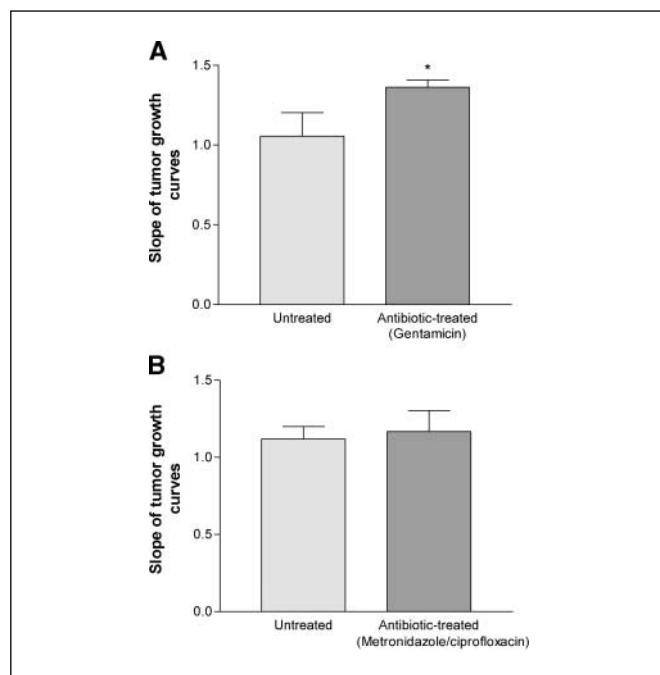 A
Slope of tumor growth
curves
1.5
1.0
0.5
0.0
*
Untreated
Antibiotic-treated
(Gentamicin)
B
Slope of tumor growth
curves
1.5
1.0
0.5
0.0
Untreated
Antibiotic-treated
(Metronidazole/ciprofloxacin)